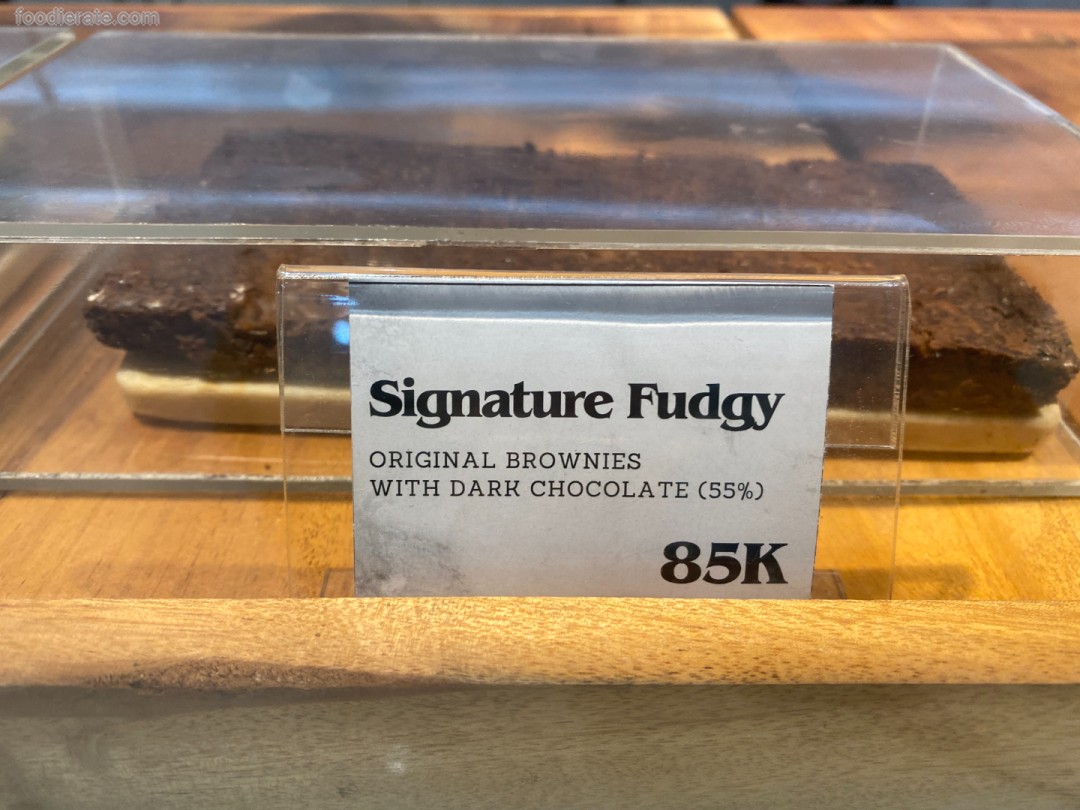 foodierate.com
Signature Fudgy
ORIGINAL BROWNIES
WITH DARK CHOCOLATE (55%)
85K